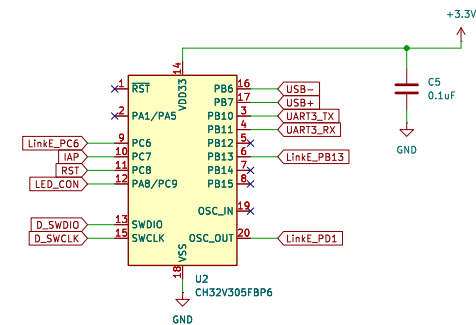 +3.3V
14
VDD33
C5
0.1uF
GND
1 RST
2 PA1/PA5
LinkE_PC6 9 PC6
IAP 10 PC7
RST 11 PC8
LED_CON 12 PA8/PC9
D_SWDIO 13 SWDIO
D_SWCLK 15 SWCLK
PB6 16 USB-
PB7 17 USB+
PB10 3 UART3_TX
PB11 4 UART3_RX
PB12 5
PB13 6 LinkE_PB13
PB14 7
PB15 8
OSC_IN 19
OSC_OUT 20 LinkE_PD1
VSS
18
U2
CH32V305FBP6
GND